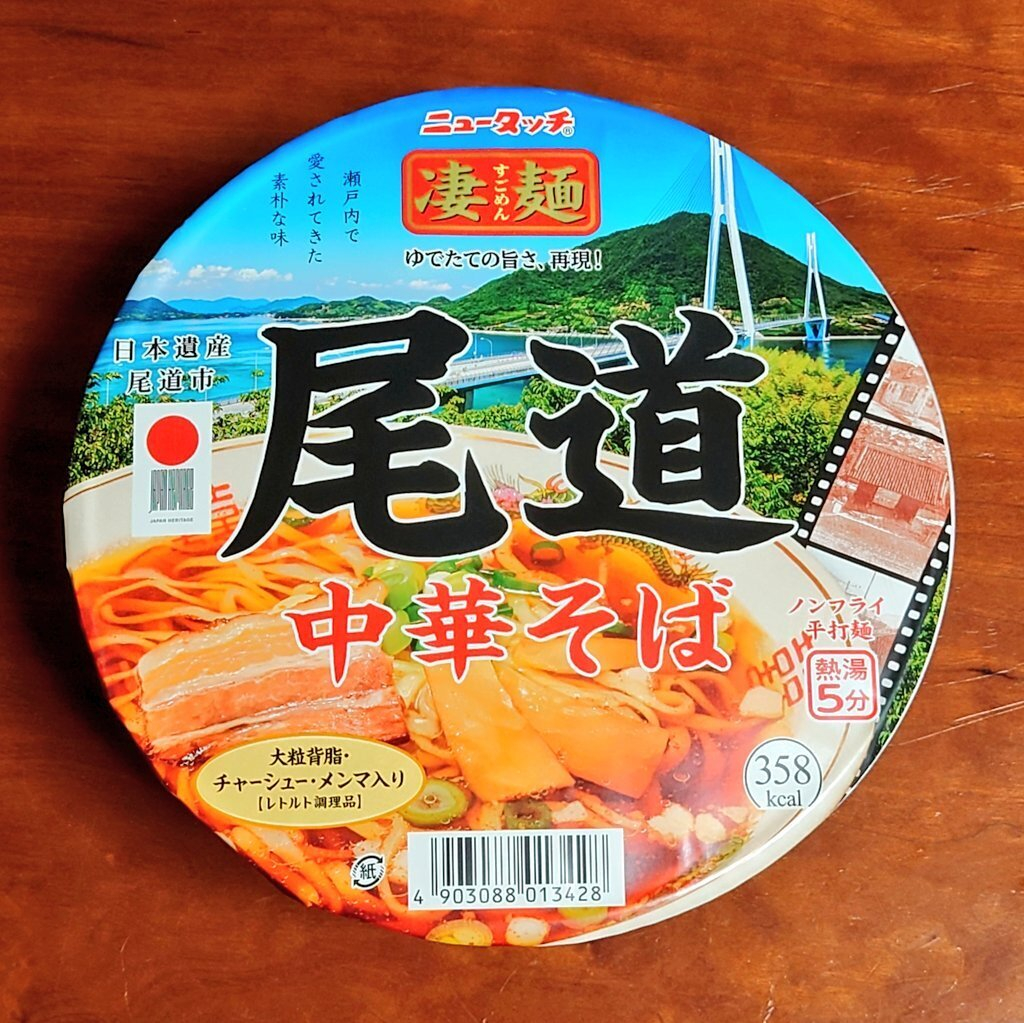 ニュータッチ®
凄麺
すごめん
ゆでたての旨さ、再現!
瀬戸内で
愛されてきた
素朴な味
日本遺産
尾道市
JAPAN HERITAGE
尾道
中華そば
ノンフライ
平打麺
熱湯
5分
大粒背脂・
チャーシュー・メンマ入り
【レトルト調理品】
358
kcal
紙
4 903088 013428